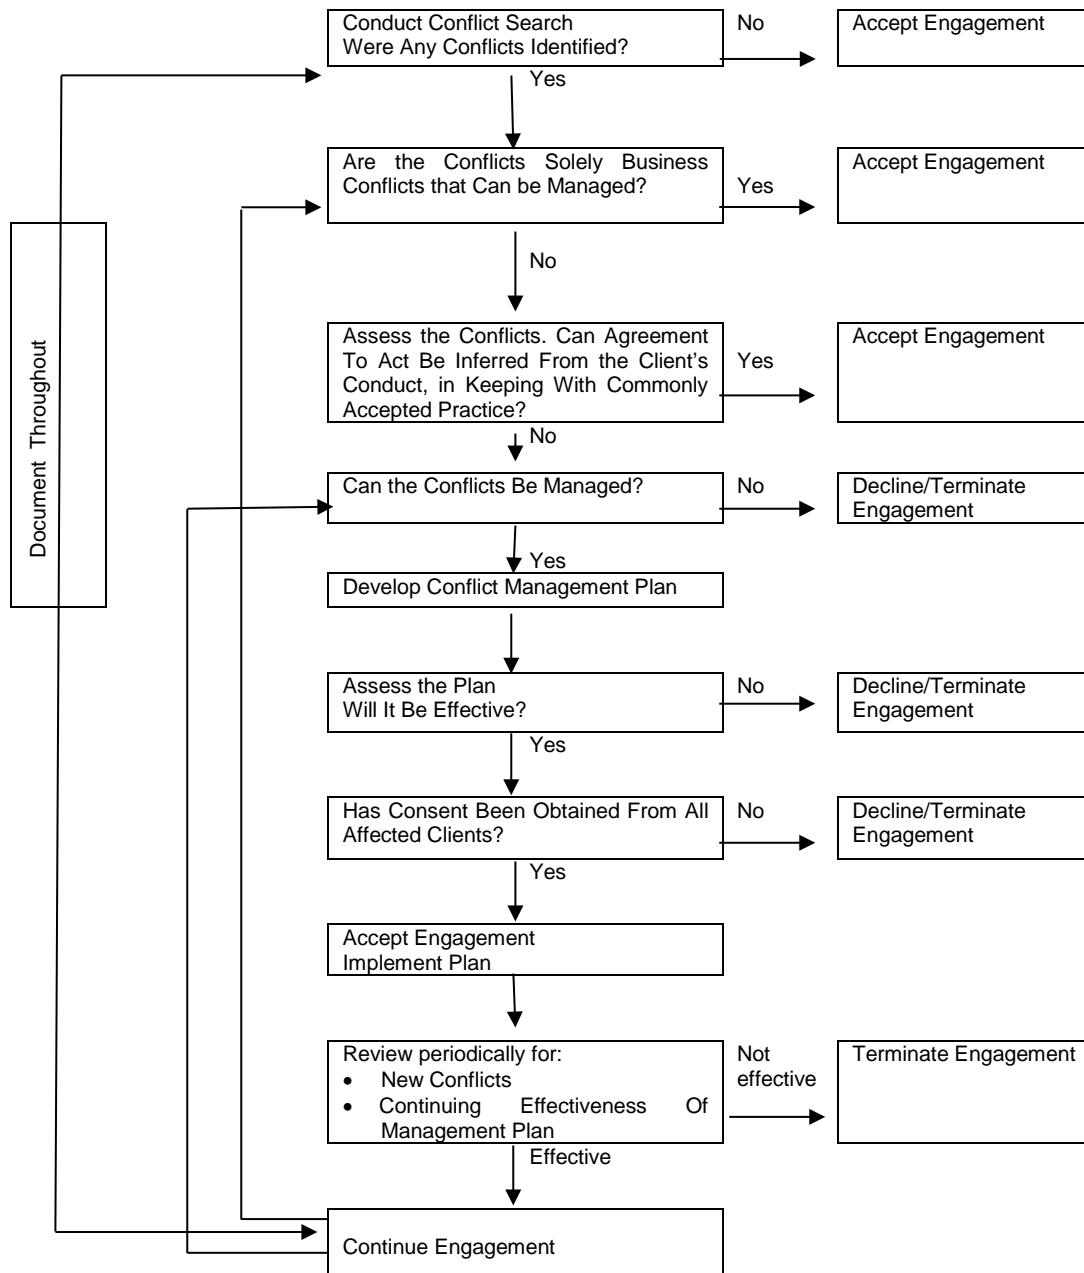 Conduct Conflict Search
Were Any Conflicts Identified?
No
Accept Engagement
Yes
Are the Conflicts Solely Business
Conflicts that Can be Managed?
Yes
Accept Engagement
No
Document Throughout
Assess the Conflicts. Can Agreement
To Act Be Inferred From the Client’s
Conduct, in Keeping With Commonly
Accepted Practice?
Yes
Accept Engagement
No
Can the Conflicts Be Managed?
No
Decline/Terminate
Engagement
Yes
Develop Conflict Management Plan
Assess the Plan
Will It Be Effective?
No
Decline/Terminate
Engagement
Yes
Has Consent Been Obtained From All
Affected Clients?
No
Decline/Terminate
Engagement
Yes
Accept Engagement
Implement Plan
Review periodically for:
• New Conflicts
• Continuing Effectiveness Of
Management Plan
Not
effective
Terminate Engagement
Effective
Continue Engagement